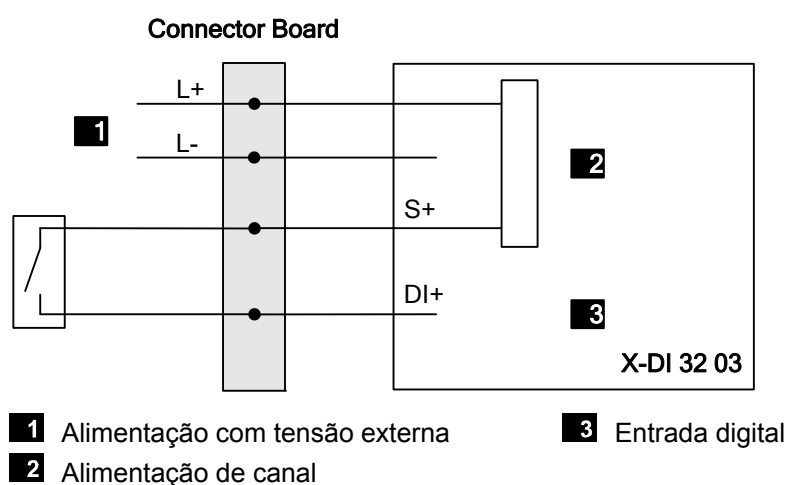 Connector Board
L+
1
L-
2
S+
DI+
3
X-DI 32 03
1 Alimentação com tensão externa
3 Entrada digital
2 Alimentação de canal